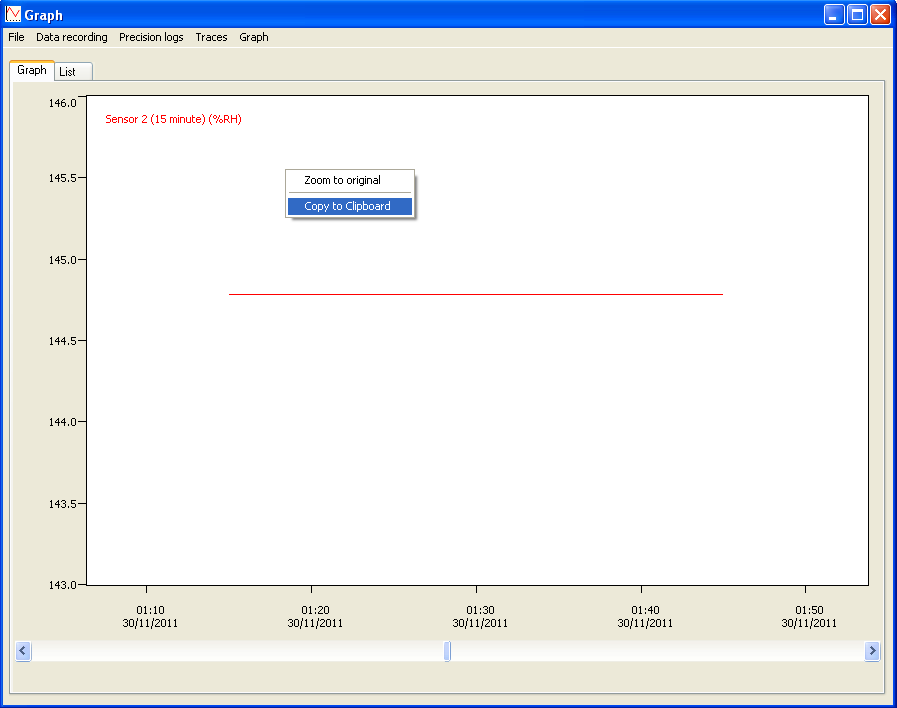 Graph
File Data recording Precision logs Traces Graph
Graph List
146.0
Sensor 2 (15 minute) (%RH)
145.5
Zoom to original
Copy to Clipboard
145.0
144.5
144.0
143.5
143.0
01:10 01:20 01:30 01:40 01:50
30/11/2011 30/11/2011 30/11/2011 30/11/2011 30/11/2011